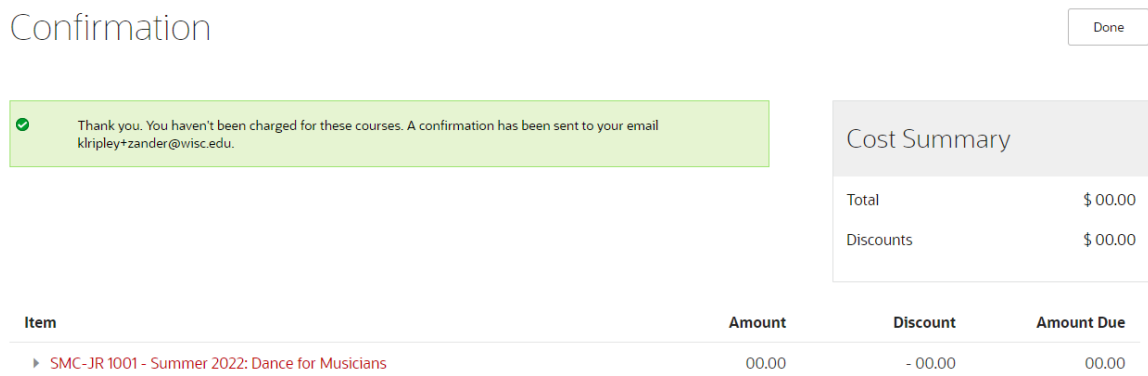 Confirmation
Done
Thank you. You haven't been charged for these courses. A confirmation has been sent to your email
klripley+zander@wisc.edu.
Cost Summary
Total $ 00.00
Discounts $ 00.00
Item Amount Discount Amount Due
SMC-JR 1001 - Summer 2022: Dance for Musicians 00.00 - 00.00 00.00